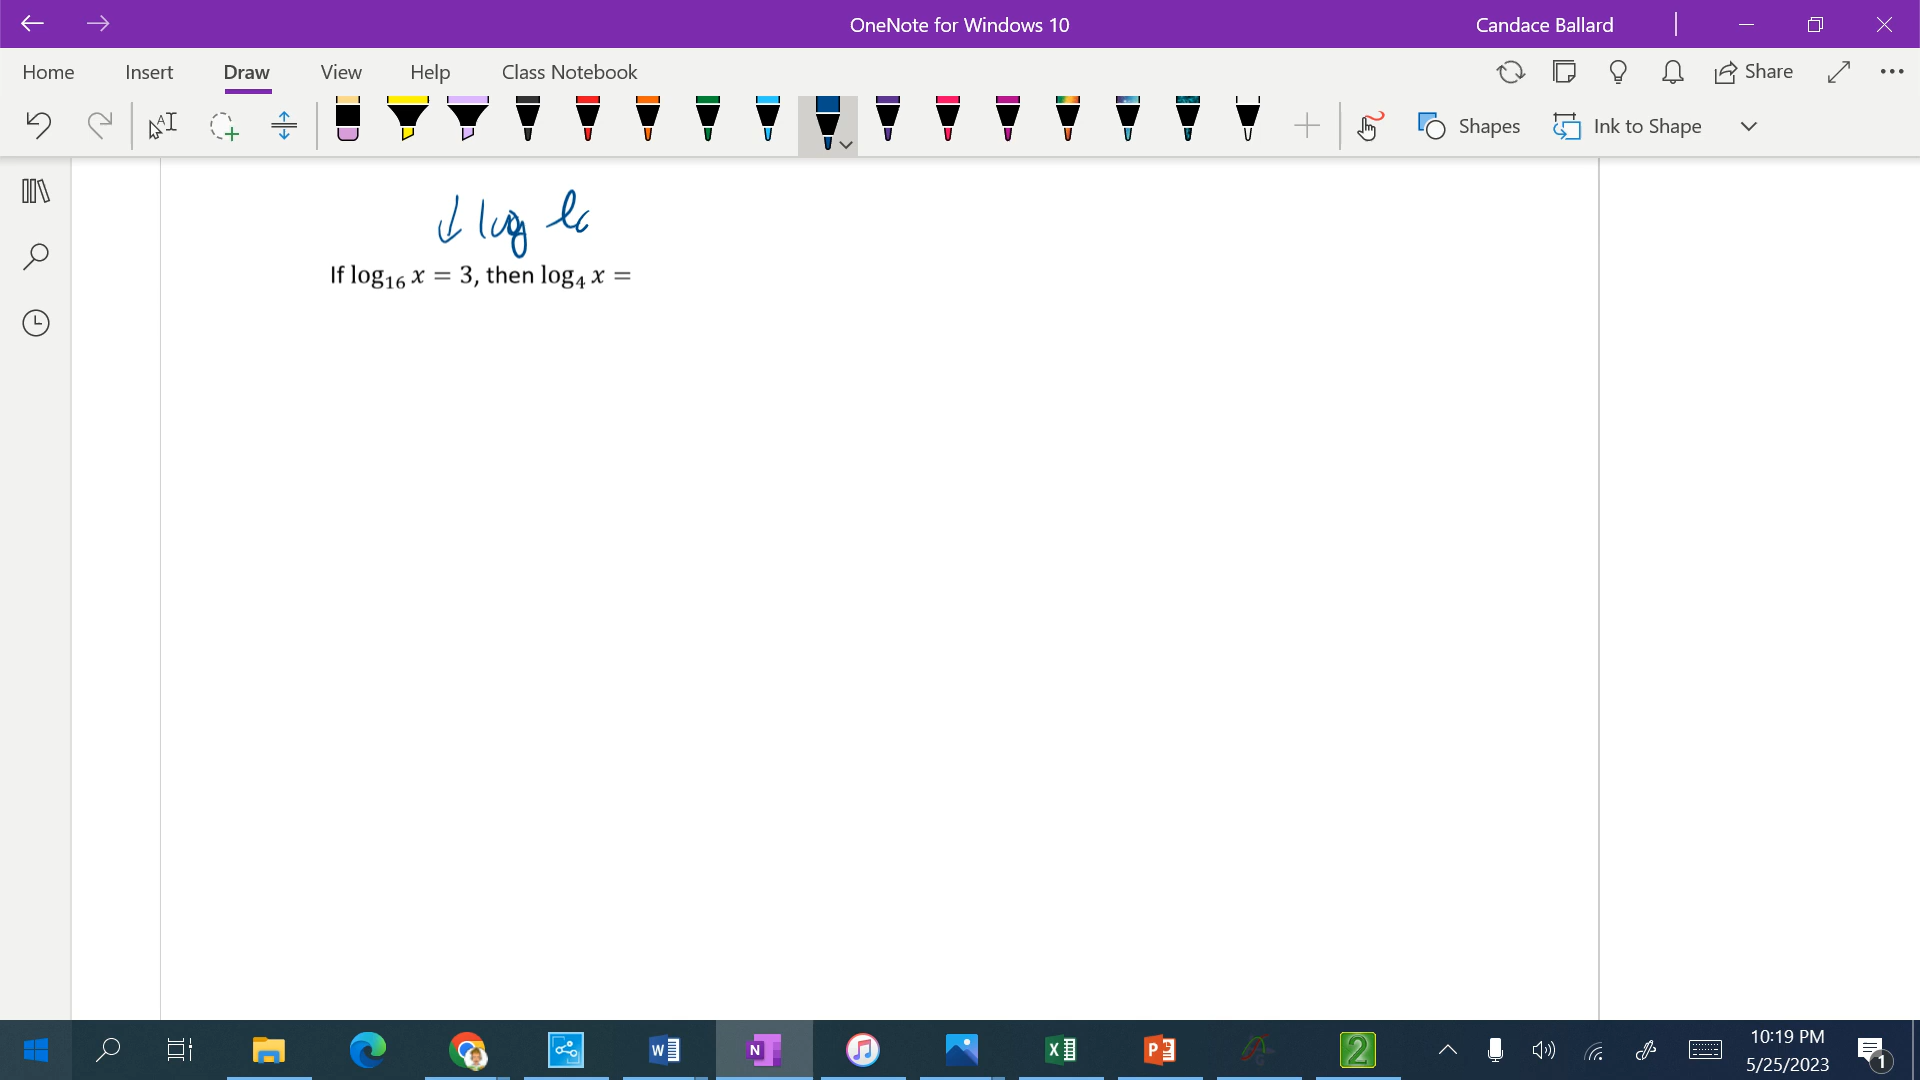 OneNote for Windows 10
Candace Ballard
Home Insert Draw View Help Class Notebook
Share
Shapes Ink to Shape
log
If log₁₆ x = 3, then log₄ x =
10:19 PM
5/25/2023
1